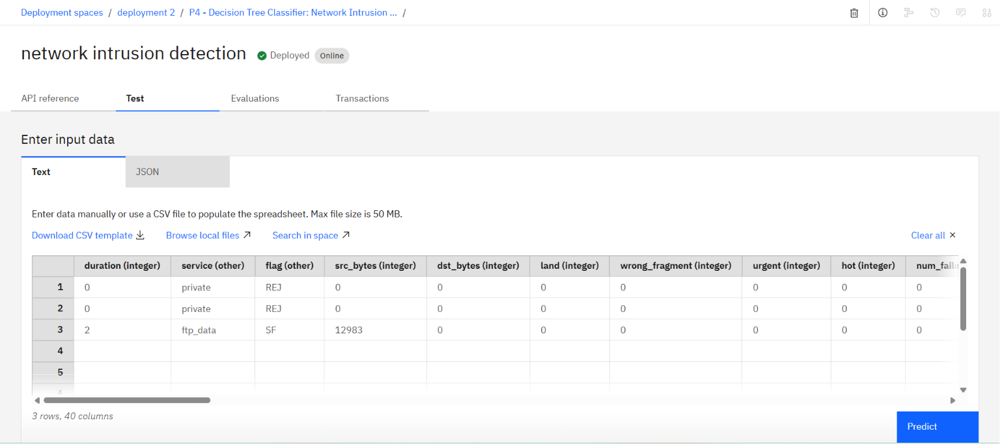 Deployment spaces / deployment 2 / P4 - Decision Tree Classifier: Network Intrusion ... /
network intrusion detection Deployed Online
API reference Test Evaluations Transactions
Enter input data
Text JSON
Enter data manually or use a CSV file to populate the spreadsheet. Max file size is 50 MB.
Download CSV template Browse local files Search in space Clear all
duration (integer) service (other) flag (other) src_bytes (integer) dst_bytes (integer) land (integer) wrong_fragment (integer) urgent (integer) hot (integer) num_faile
1 0 private REJ 0 0 0 0 0 0 0
2 0 private REJ 0 0 0 0 0 0 0
3 2 ftp_data SF 12983 0 0 0 0 0 0
4
5
6
3 rows, 40 columns
Predict